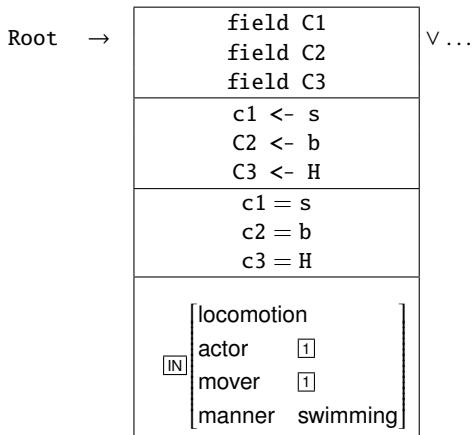 field C1
Root → field C2 ∨ ...
field C3
c1 <- s
C2 <- b
C3 <- H
c1 = s
c2 = b
c3 = H
locomotion
actor 1
IN
mover 1
manner swimming